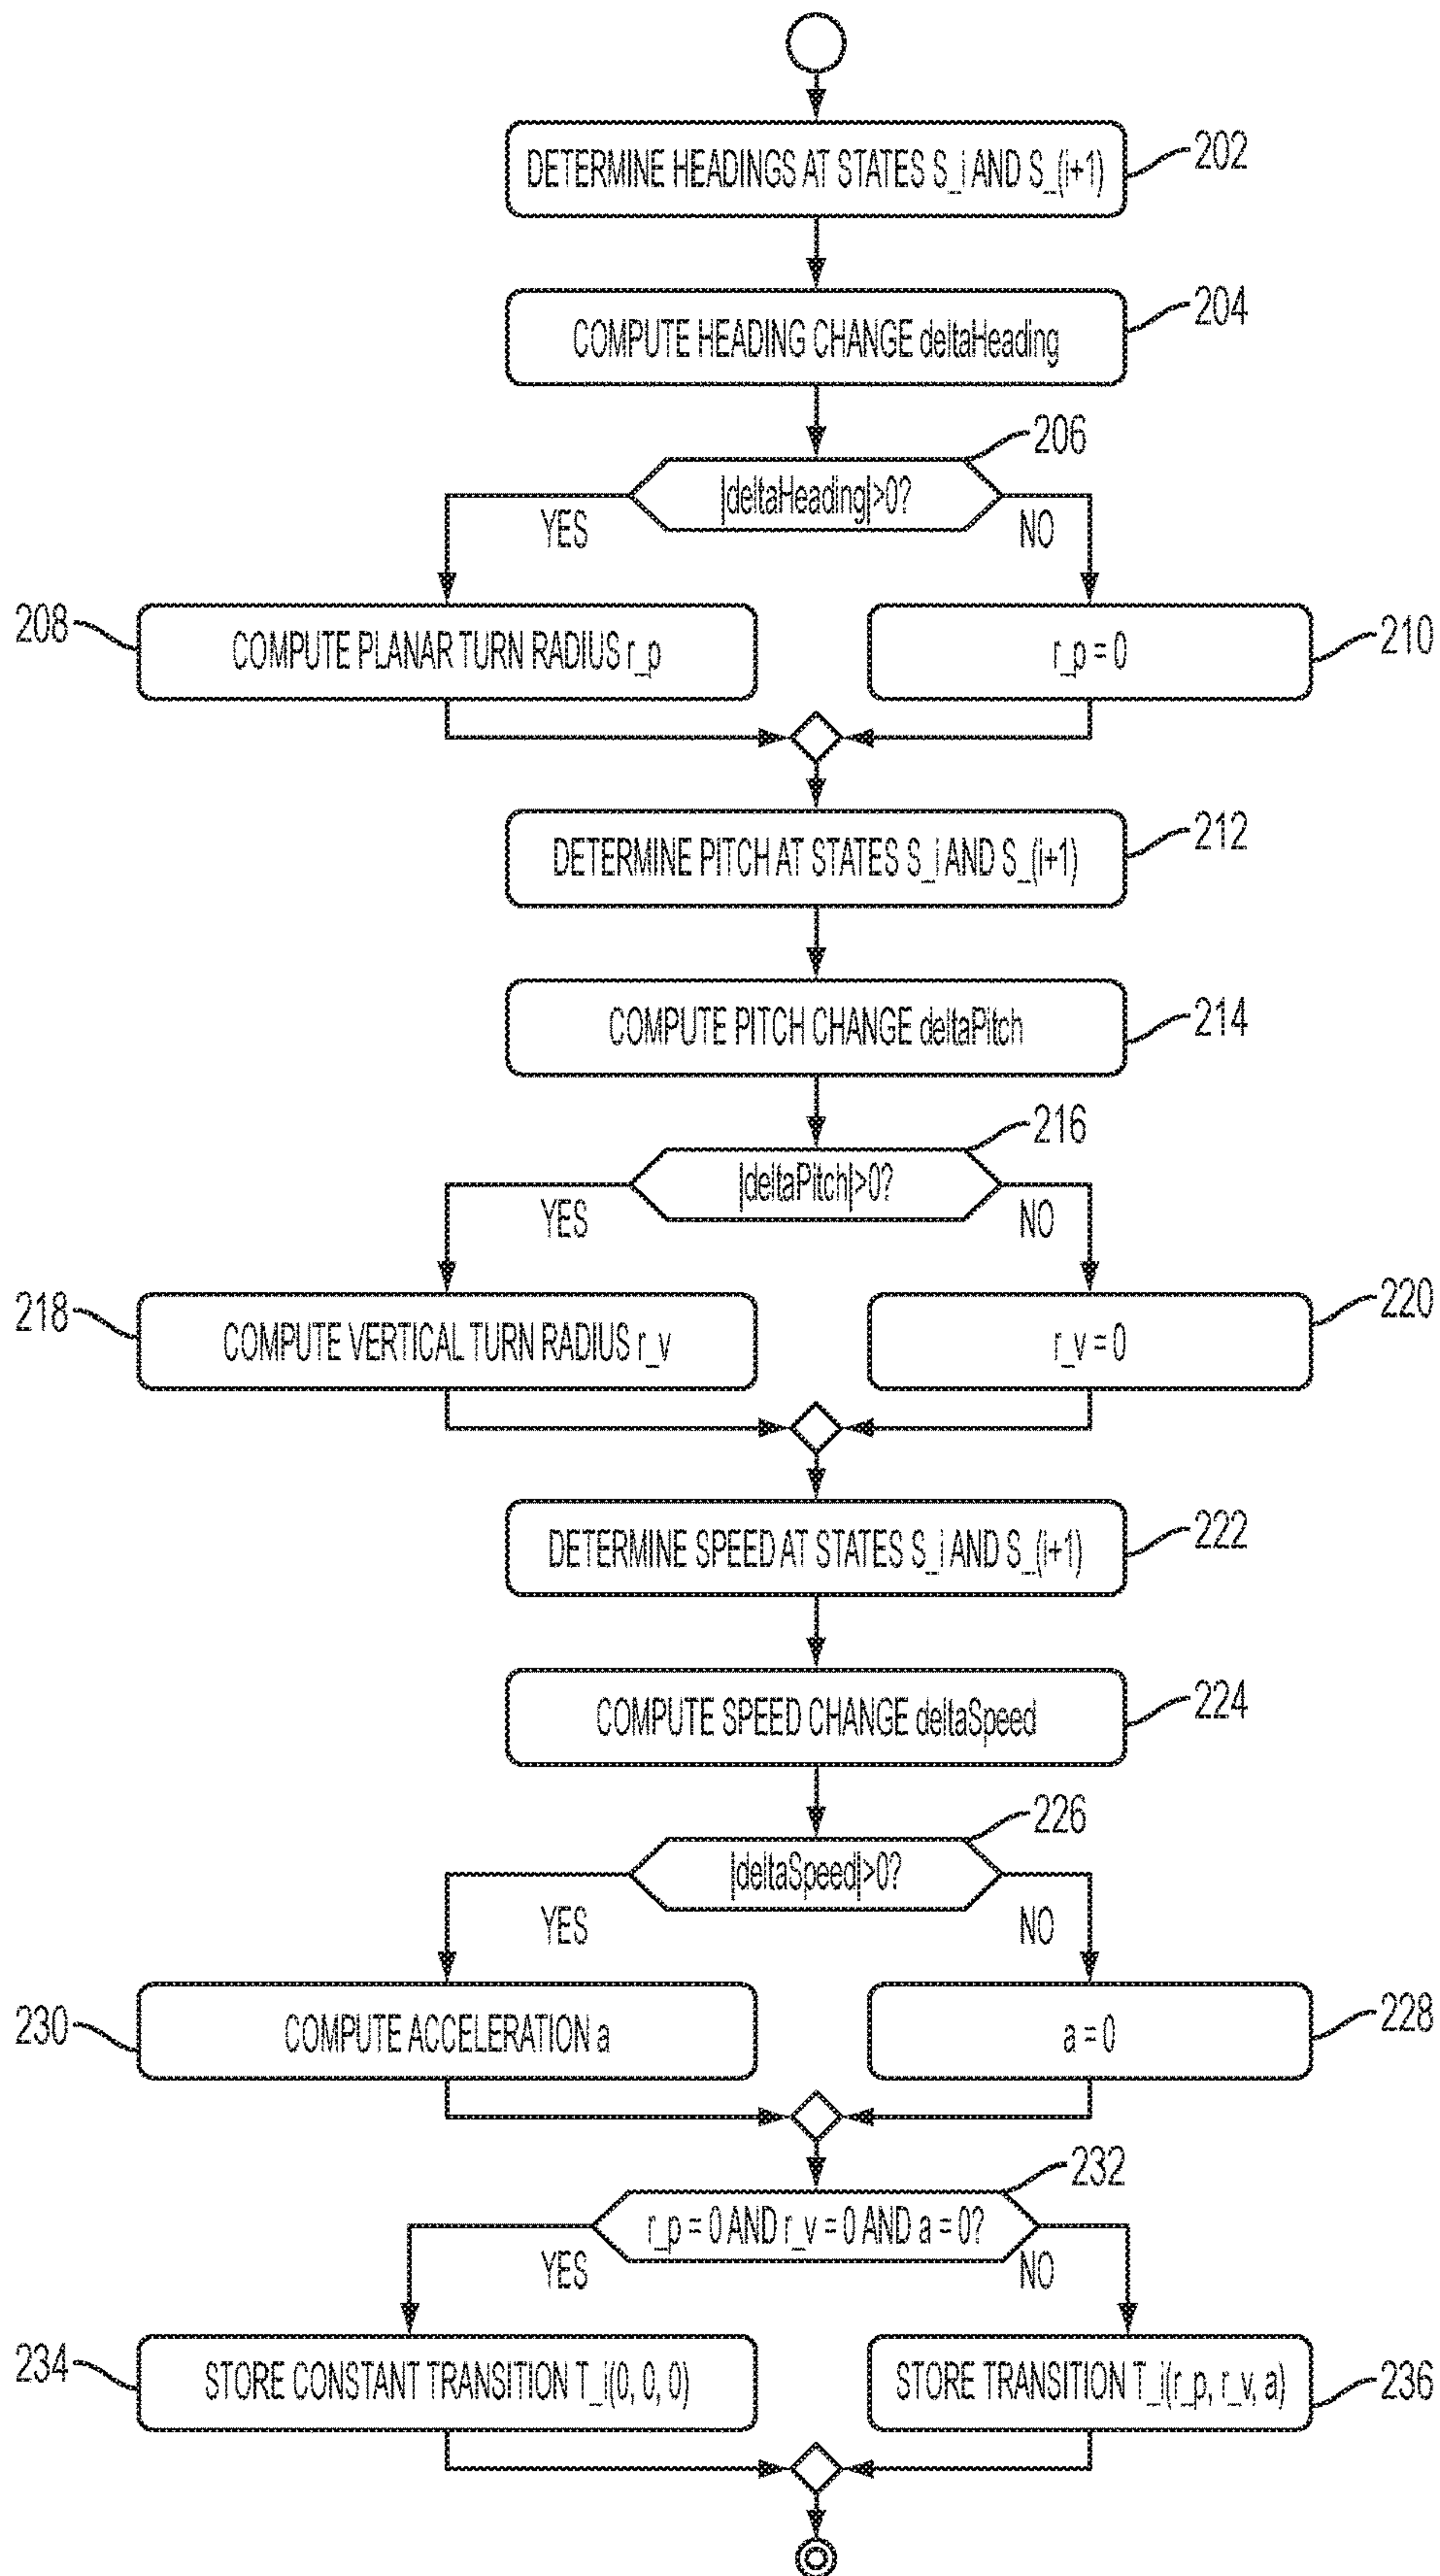 DETERMINE HEADINGS AT STATES S_i AND S_(i+1)
202
COMPUTE HEADING CHANGE deltaHeading
204
206
|deltaHeading|>0?
YES
NO
208
COMPUTE PLANAR TURN RADIUS r_p
r_p = 0
210
DETERMINE PITCH AT STATES S_i AND S_(i+1)
212
COMPUTE PITCH CHANGE deltaPitch
214
216
|deltaPitch|>0?
YES
NO
218
COMPUTE VERTICAL TURN RADIUS r_v
r_v = 0
220
DETERMINE SPEED AT STATES S_i AND S_(i+1)
222
COMPUTE SPEED CHANGE deltaSpeed
224
226
|deltaSpeed|>0?
YES
NO
230
COMPUTE ACCELERATION a
a = 0
228
232
r_p = 0 AND r_v = 0 AND a = 0?
YES
NO
234
STORE CONSTANT TRANSITION T_i(0, 0, 0)
STORE TRANSITION T_i(r_p, r_v, a)
236